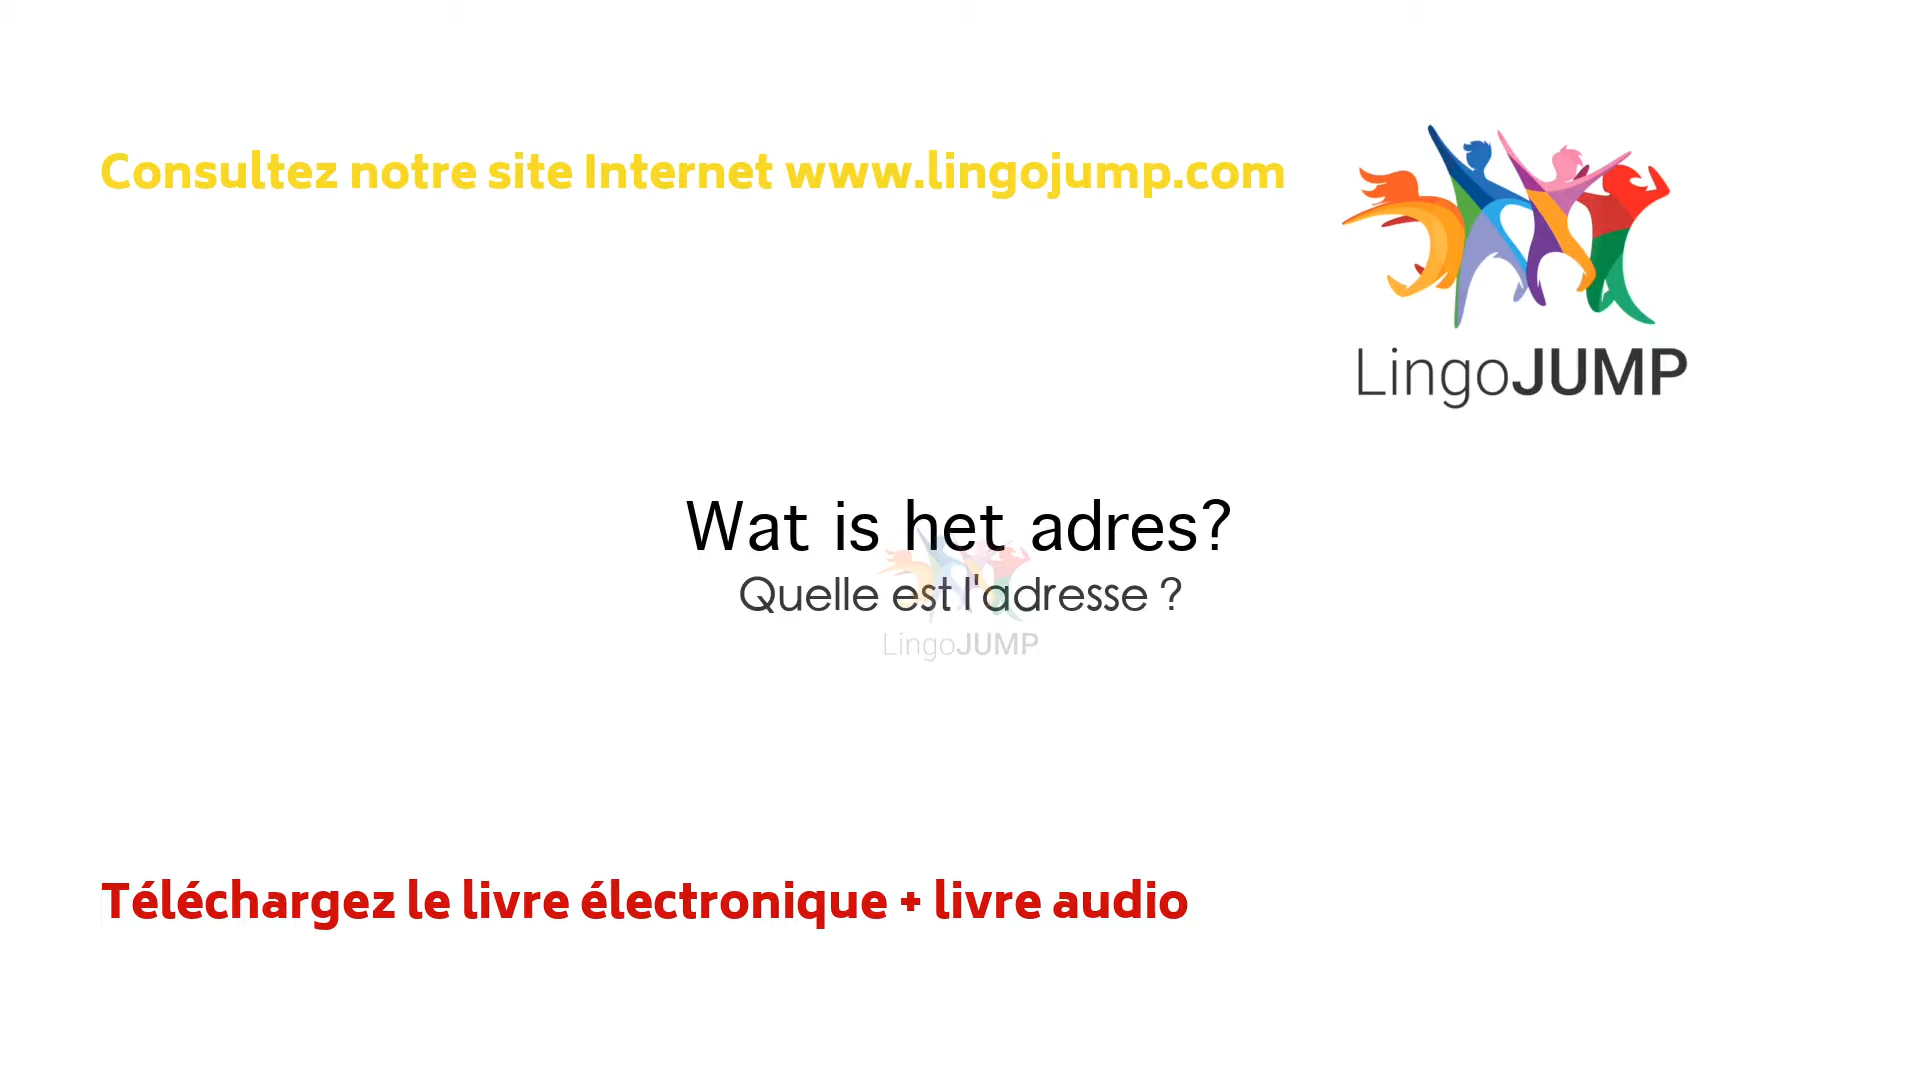 Consultez notre site Internet www.lingojump.com
LingoJUMP
Wat is het adres?
Quelle est l'adresse ?
LingoJUMP
Téléchargez le livre électronique + livre audio